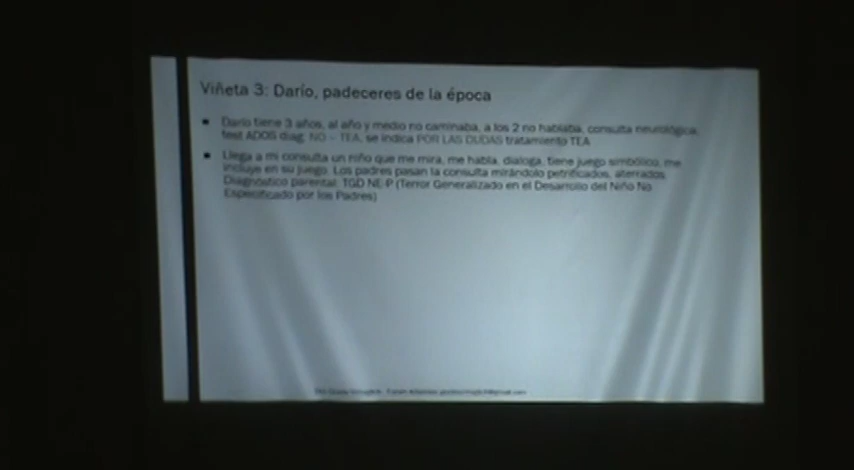 Viñeta 3: Darío, padeceres de la época
Darío tiene 3 años, al año y medio no caminaba, a los 2 no hablaba, consulta neurológica,
test ADOS diag. NO - TEA, se indica POR LAS DUDAS tratamiento TEA
Llega a mi consulta un niño que me mira, me habla, dialoga, tiene juego simbólico, me
incluye en su juego. Los padres pasan la consulta mirándolo petrificados, aterrados
Diagnóstico parental: TGD NE-P (Terror Generalizado en el Desarrollo del Niño No
Especificado por los Padres)